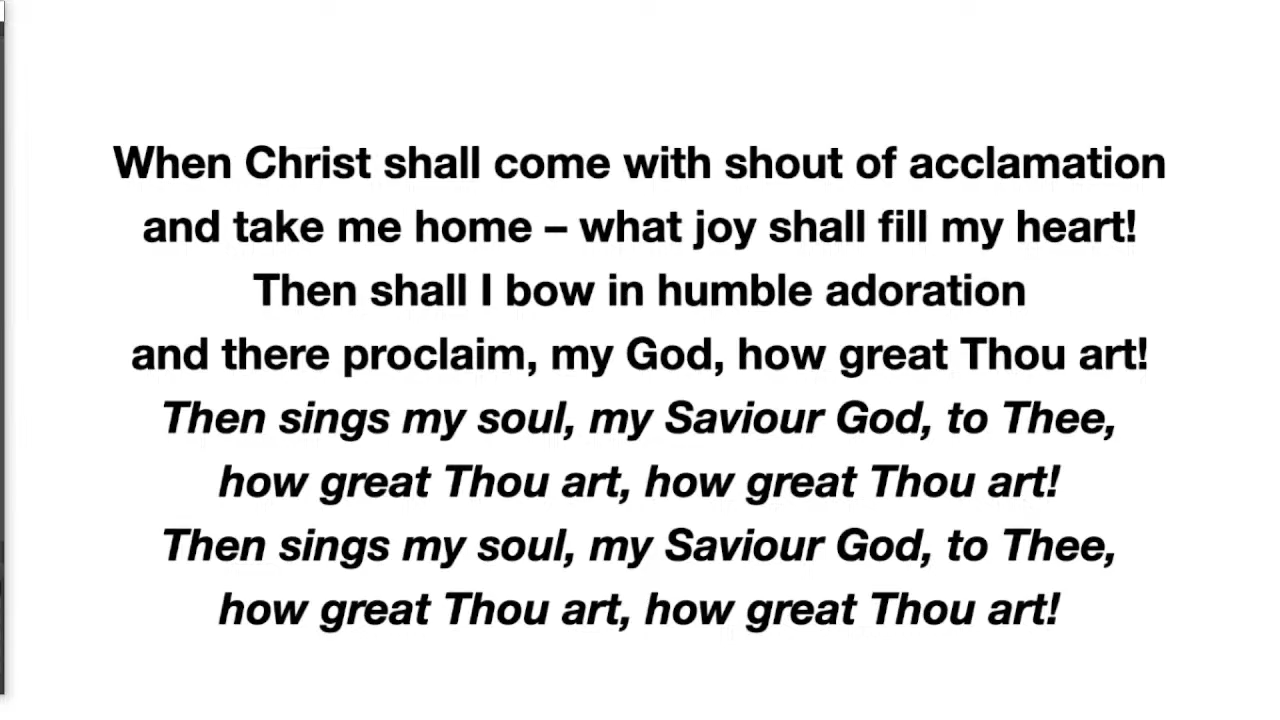 When Christ shall come with shout of acclamation
and take me home – what joy shall fill my heart!
Then shall I bow in humble adoration
and there proclaim, my God, how great Thou art!
Then sings my soul, my Saviour God, to Thee,
how great Thou art, how great Thou art!
Then sings my soul, my Saviour God, to Thee,
how great Thou art, how great Thou art!